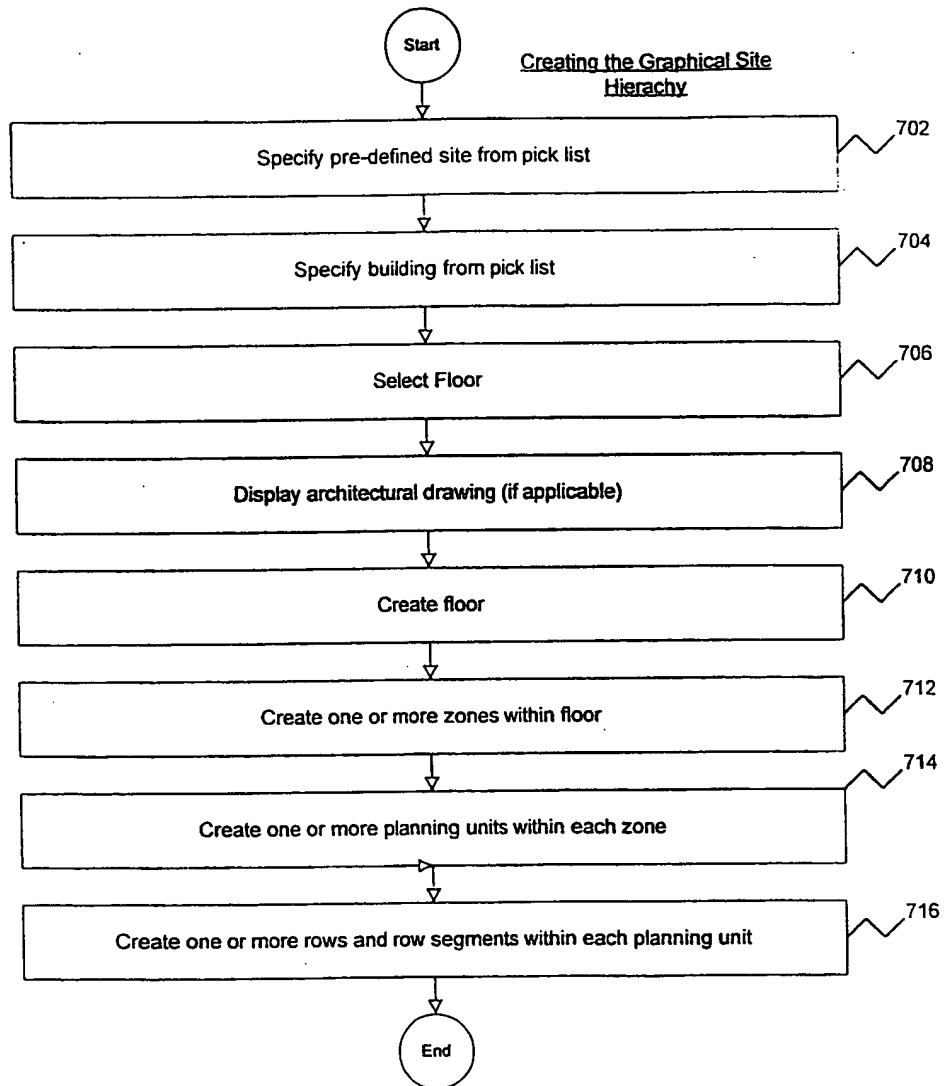 Start
Creating the Graphical Site
Hierachy
702
Specify pre-defined site from pick list
704
Specify building from pick list
706
Select Floor
708
Display architectural drawing (if applicable)
710
Create floor
712
Create one or more zones within floor
714
Create one or more planning units within each zone
716
Create one or more rows and row segments within each planning unit
End